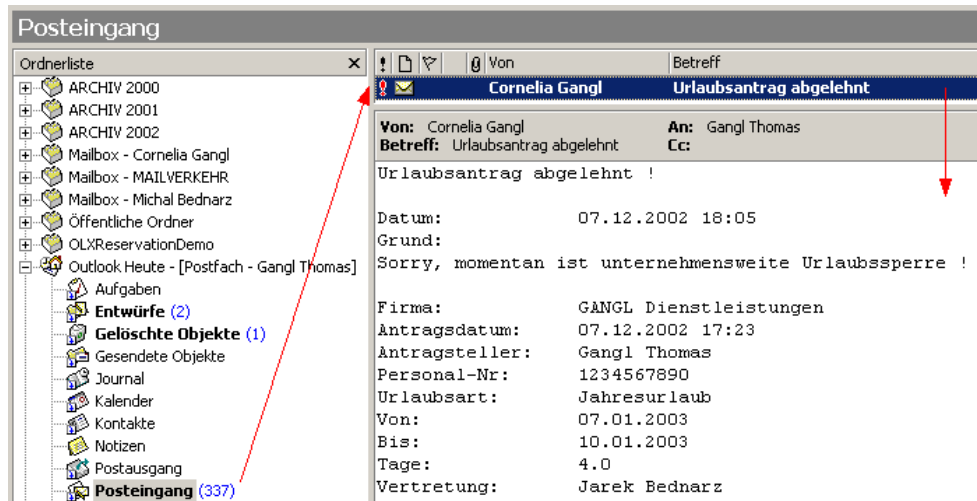 Posteingang
Ordnerliste
ARCHIV 2000
ARCHIV 2001
ARCHIV 2002
Mailbox - Cornelia Gangl
Mailbox - MAILVERKEHR
Mailbox - Michal Bednarz
Öffentliche Ordner
OLXReservationDemo
Outlook Heute - [Postfach - Gangl Thomas]
Aufgaben
Entwürfe (2)
Gelöschte Objekte (1)
Gesendete Objekte
Journal
Kalender
Kontakte
Notizen
Postausgang
Posteingang (337)
Von Betreff
Cornelia Gangl Urlaubsantrag abgelehnt
Von: Cornelia Gangl An: Gangl Thomas
Betreff: Urlaubsantrag abgelehnt Cc:
Urlaubsantrag abgelehnt !
Datum: 07.12.2002 18:05
Grund:
Sorry, momentan ist unternehmensweite Urlaubssperre !
Firma: GANGL Dienstleistungen
Antragsdatum: 07.12.2002 17:23
Antragsteller: Gangl Thomas
Personal-Nr: 1234567890
Urlaubsart: Jahresurlaub
Von: 07.01.2003
Bis: 10.01.2003
Tage: 4.0
Vertretung: Jarek Bednarz